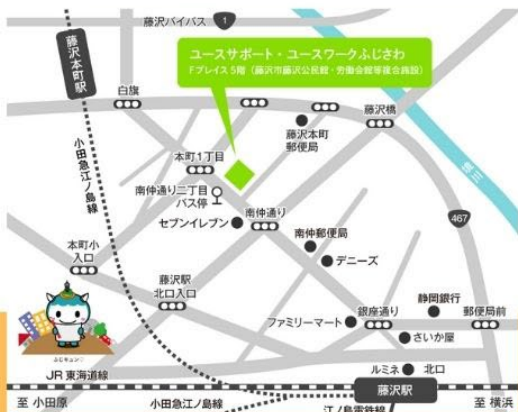 藤沢バイパス
1
藤沢本町駅
ユースサポート・ユースワークふじさわ
Fプレイス5階(藤沢市藤沢公民館・労働会館等複合施設)
白旗
藤沢橋
藤沢本町
郵便局
小田急江ノ島線
本町1丁目
境川
南仲通り二丁目
バス停
セブンイレブン
南仲通り
467
南仲郵便局
デニーズ
本町小
入口
藤沢駅
北口入口
静岡銀行
ファミリーマート
銀座通り
郵便局前
さいか屋
ふじキュン♡
ルミネ
北口
JR東海道線
藤沢駅
至 小田原
小田急江ノ島線
江ノ島電鉄線
至 横浜